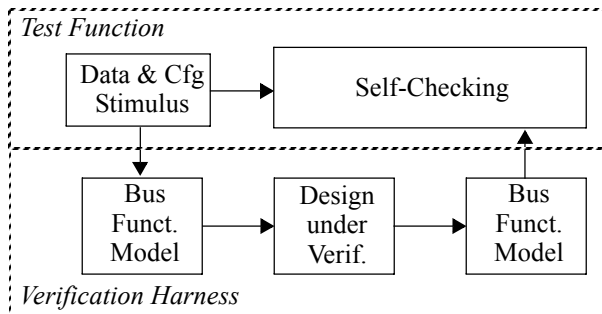 Test Function
Data & Cfg
Stimulus
Self-Checking
Bus
Funct.
Model
Design
under
Verif.
Bus
Funct.
Model
Verification Harness